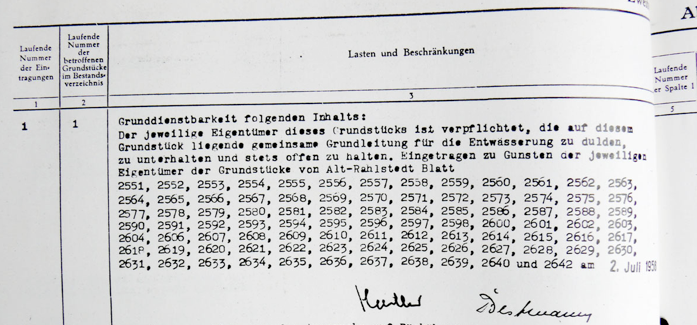 Laufende
Nummer
der Ein-
tragungen
Laufende
Nummer
der
betroffenen
Grundstücke
im Bestands-
verzeichnis
Lasten und Beschränkungen
1
2
3
1
1
Grunddienstbarkeit folgenden Inhalts:
Der jeweilige Eigentümer dieses Grundstücks ist verpflichtet, die auf diesem
Grundstück liegende gemeinsame Grundleitung für die Entwässerung zu dulden,
zu unterhalten und stets offen zu halten. Eingetragen zu Gunsten der jeweiligen
Eigentümer der Grundstücke von Alt-Rahlstedt Blatt
2551, 2552, 2553, 2554, 2555, 2556, 2557, 2558, 2559, 2560, 2561, 2562, 2563,
2564, 2565, 2566, 2567, 2568, 2569, 2570, 2571, 2572, 2573, 2574, 2575, 2576,
2577, 2578, 2579, 2580, 2581, 2582, 2583, 2584, 2585, 2586, 2587, 2588, 2589,
2590, 2591, 2592, 2593, 2594, 2595, 2596, 2597, 2598, 2600, 2601, 2602, 2603,
2604, 2606, 2607, 2608, 2609, 2610, 2611, 2612, 2613, 2614, 2615, 2616, 2617,
2618, 2619, 2620, 2621, 2622, 2623, 2624, 2625, 2626, 2627, 2628, 2629, 2630,
2631, 2632, 2633, 2634, 2635, 2636, 2637, 2638, 2639, 2640 und 2642 am 2. Juli
Laufende
Nummer
Spalte 1
5